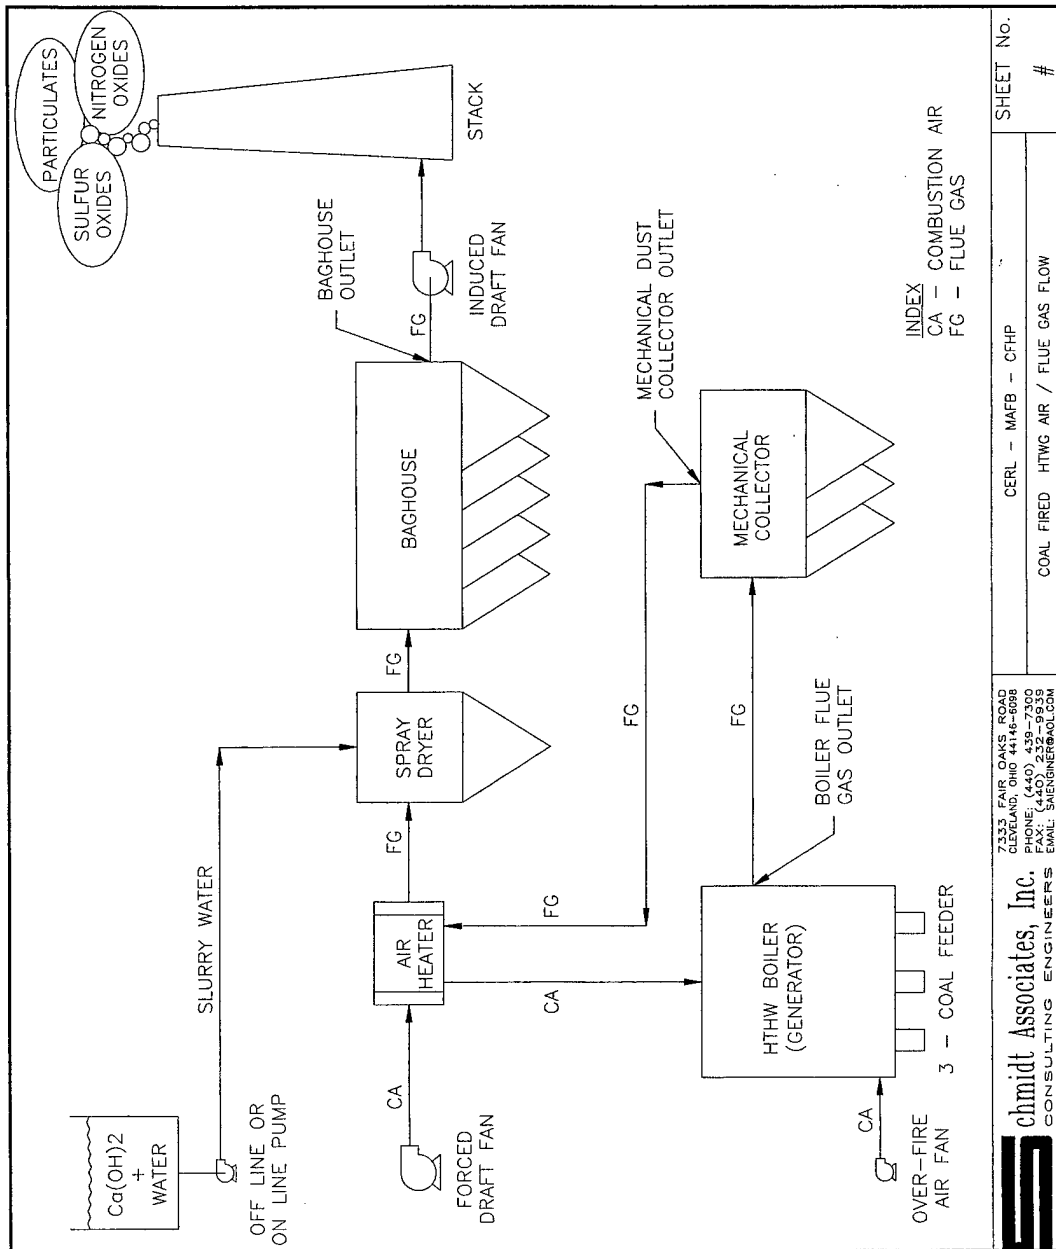 PARTICULATES
SULFUR
OXIDES
NITROGEN
OXIDES
STACK
Ca(OH)2
+
WATER
OFF LINE OR
ON LINE PUMP
SLURRY WATER
FORCED
DRAFT FAN
CA
AIR
HEATER
FG
SPRAY
DRYER
FG
BAGHOUSE
BAGHOUSE
OUTLET
FG
INDUCED
DRAFT FAN
CA
FG
FG
MECHANICAL DUST
COLLECTOR OUTLET
OVER-FIRE
AIR FAN
CA
HTHW BOILER
(GENERATOR)
3 - COAL FEEDER
BOILER FLUE
GAS OUTLET
FG
MECHANICAL
COLLECTOR
INDEX
CA - COMBUSTION AIR
FG - FLUE GAS
Schmidt Associates, Inc.
CONSULTING ENGINEERS
7333 FAIR OAKS ROAD
CLEVELAND, OHIO 44146-6098
PHONE: (440) 439-7300
FAX: (440) 232-9939
EMAIL: SAIENGINER@AOL.COM
CERL - MAFB - CFHP
COAL FIRED HTWG AIR / FLUE GAS FLOW
SHEET No.
#